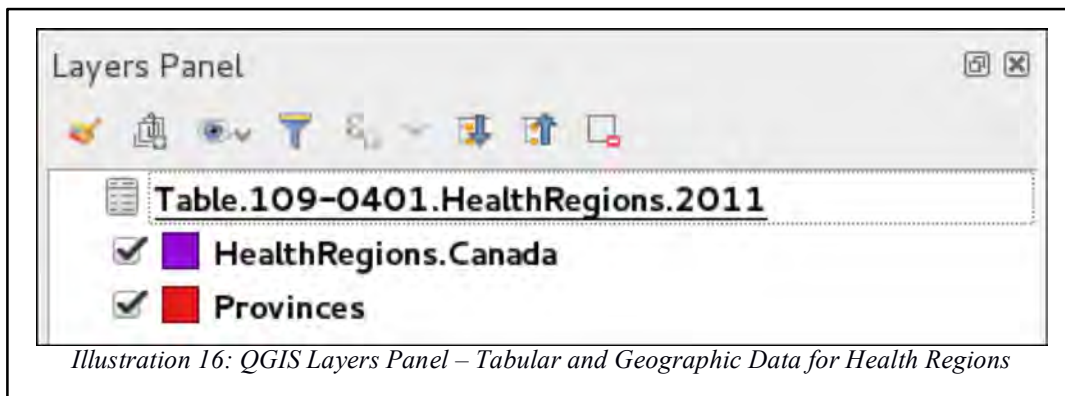 Layers Panel
Table.109-0401.HealthRegions.2011
HealthRegions.Canada
Provinces
Illustration 16: QGIS Layers Panel – Tabular and Geographic Data for Health Regions